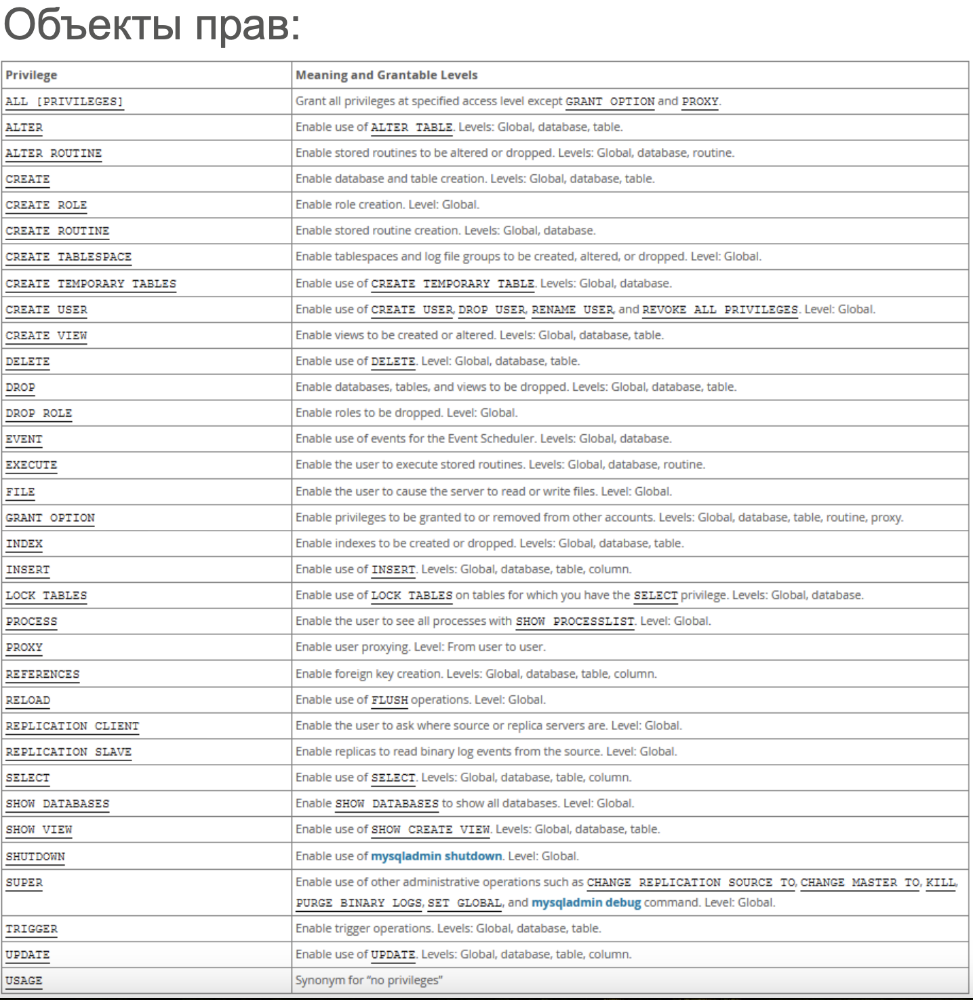 Объекты прав:
Privilege Meaning and Grantable Levels
ALL [PRIVILEGES] Grant all privileges at specified access level except GRANT OPTION and PROXY.
ALTER Enable use of ALTER TABLE. Levels: Global, database, table.
ALTER ROUTINE Enable stored routines to be altered or dropped. Levels: Global, database, routine.
CREATE Enable database and table creation. Levels: Global, database, table.
CREATE ROLE Enable role creation. Level: Global.
CREATE ROUTINE Enable stored routine creation. Levels: Global, database.
CREATE TABLESPACE Enable tablespaces and log file groups to be created, altered, or dropped. Level: Global.
CREATE TEMPORARY TABLES Enable use of CREATE TEMPORARY TABLE. Levels: Global, database.
CREATE USER Enable use of CREATE USER, DROP USER, RENAME USER, and REVOKE ALL PRIVILEGES. Level: Global.
CREATE VIEW Enable views to be created or altered. Levels: Global, database, table.
DELETE Enable use of DELETE. Level: Global, database, table.
DROP Enable databases, tables, and views to be dropped. Levels: Global, database, table.
DROP ROLE Enable roles to be dropped. Level: Global.
EVENT Enable use of events for the Event Scheduler. Levels: Global, database.
EXECUTE Enable the user to execute stored routines. Levels: Global, database, routine.
FILE Enable the user to cause the server to read or write files. Level: Global.
GRANT OPTION Enable privileges to be granted to or removed from other accounts. Levels: Global, database, table, routine, proxy.
INDEX Enable indexes to be created or dropped. Levels: Global, database, table.
INSERT Enable use of INSERT. Levels: Global, database, table, column.
LOCK TABLES Enable use of LOCK TABLES on tables for which you have the SELECT privilege. Levels: Global, database.
PROCESS Enable the user to see all processes with SHOW PROCESSLIST. Level: Global.
PROXY Enable user proxying. Level: From user to user.
REFERENCES Enable foreign key creation. Levels: Global, database, table, column.
RELOAD Enable use of FLUSH operations. Level: Global.
REPLICATION CLIENT Enable the user to ask where source or replica servers are. Level: Global.
REPLICATION SLAVE Enable replicas to read binary log events from the source. Level: Global.
SELECT Enable use of SELECT. Levels: Global, database, table, column.
SHOW DATABASES Enable SHOW DATABASES to show all databases. Level: Global.
SHOW VIEW Enable use of SHOW CREATE VIEW. Levels: Global, database, table.
SHUTDOWN Enable use of mysqladmin shutdown. Level: Global.
SUPER Enable use of other administrative operations such as CHANGE REPLICATION SOURCE TO, CHANGE MASTER TO, KILL,
PURGE BINARY LOGS, SET GLOBAL, and mysqladmin debug command. Level: Global.
TRIGGER Enable trigger operations. Levels: Global, database, table.
UPDATE Enable use of UPDATE. Levels: Global, database, table, column.
USAGE Synonym for “no privileges”